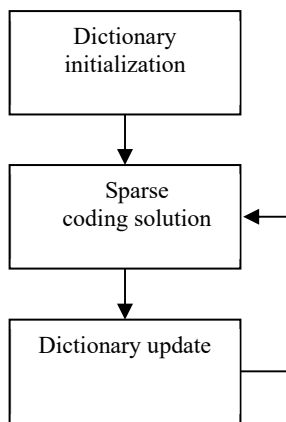 Dictionary
initialization
Sparse
coding solution
Dictionary update